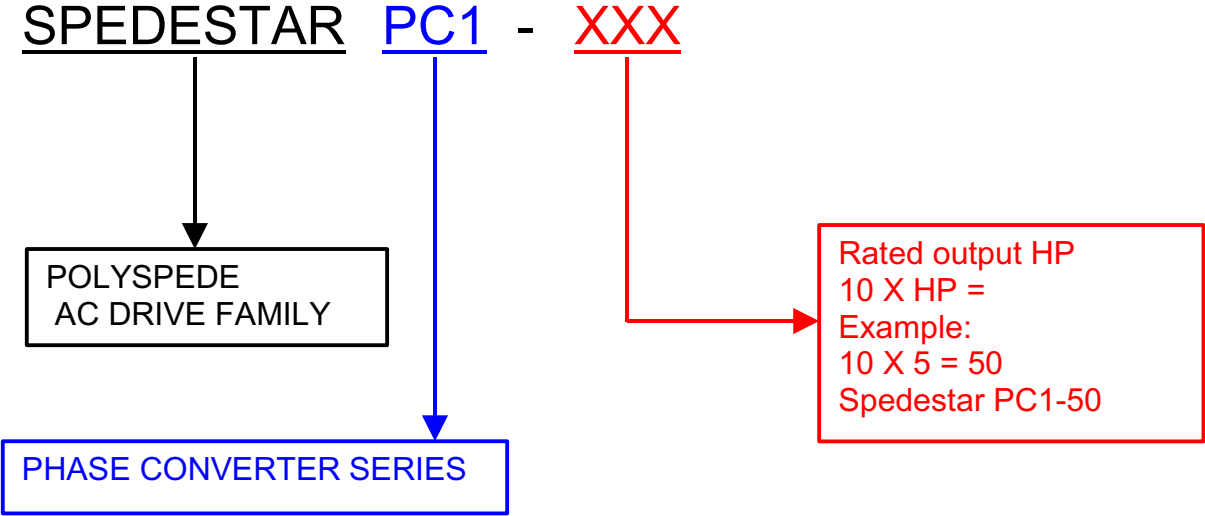 SPEDESTAR PC1 - XXX
POLYSPEDE
AC DRIVE FAMILY
Rated output HP
10 X HP =
Example:
10 X 5 = 50
Spedestar PC1-50
PHASE CONVERTER SERIES